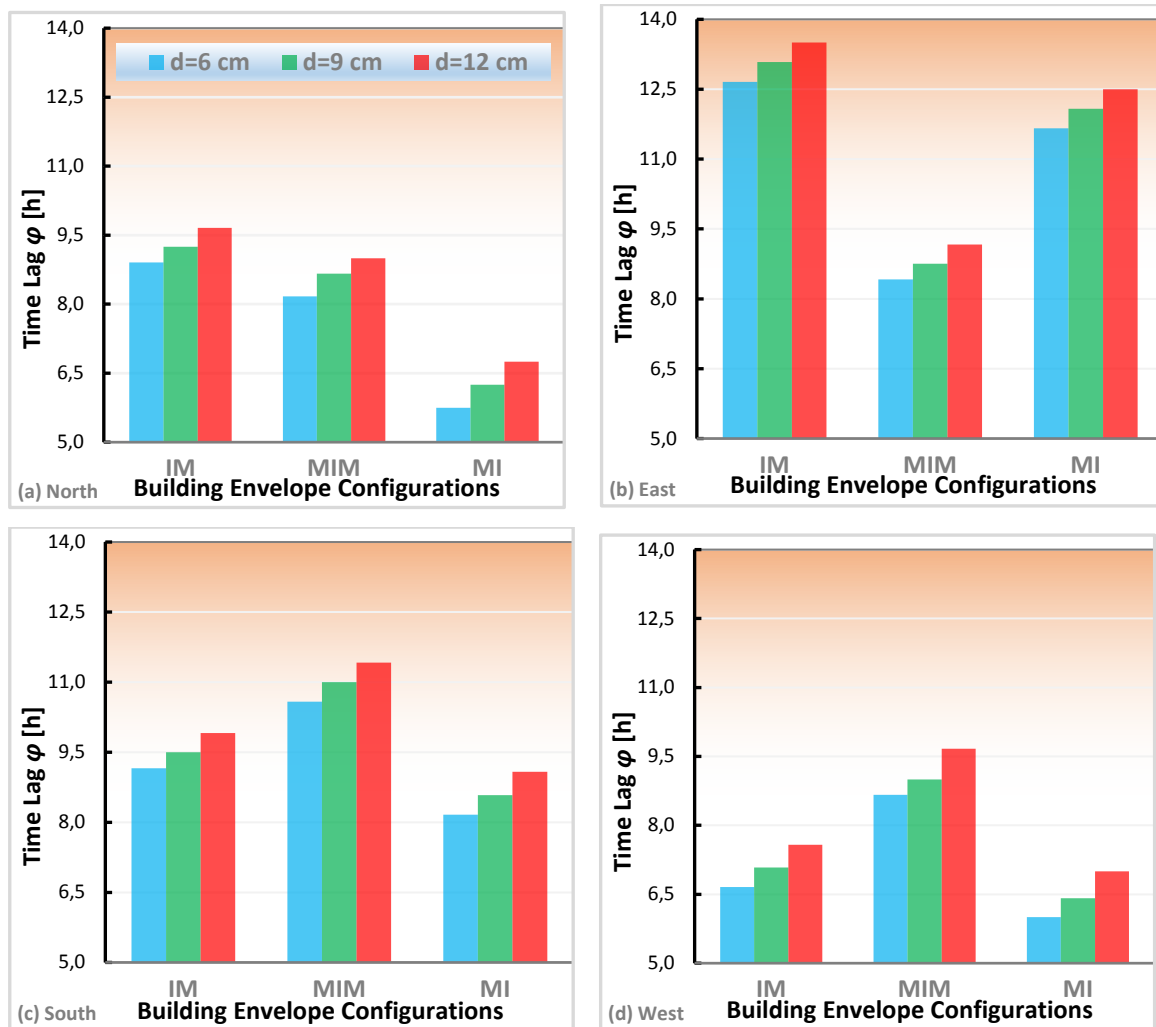 14,0
d=6 cm d=9 cm d=12 cm
12,5
11,0
9,5
8,0
6,5
5,0
Time Lag φ [h]
IM MIM MI
(a) North Building Envelope Configurations
14,0
12,5
11,0
9,5
8,0
6,5
5,0
Time Lag φ [h]
IM MIM MI
(b) East Building Envelope Configurations
14,0
12,5
11,0
9,5
8,0
6,5
5,0
Time Lag φ [h]
IM MIM MI
(c) South Building Envelope Configurations
14,0
12,5
11,0
9,5
8,0
6,5
5,0
Time Lag φ [h]
IM MIM MI
(d) West Building Envelope Configurations